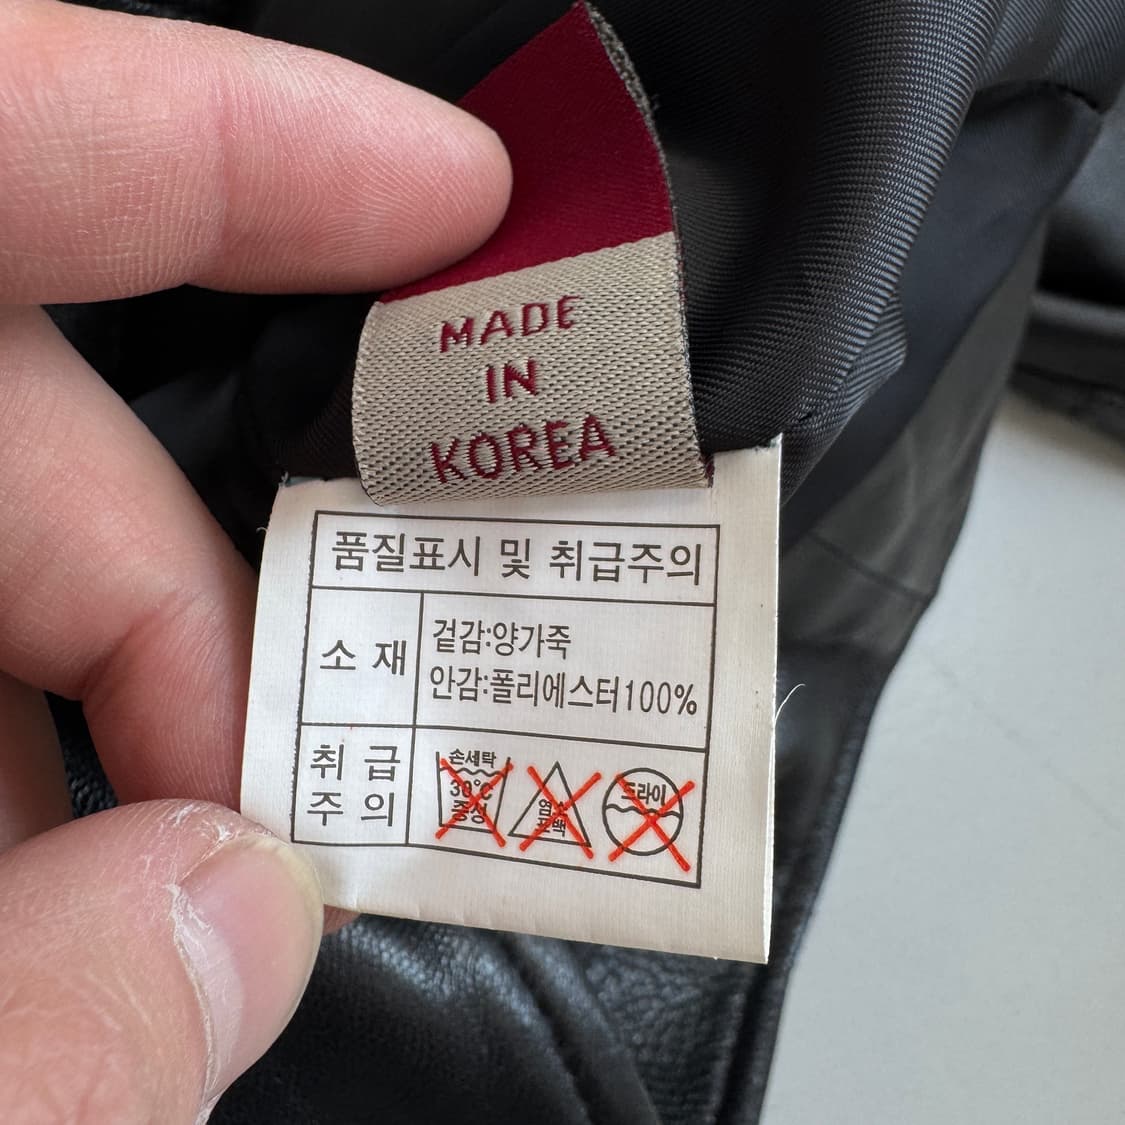 MADE
IN
KOREA
품질표시 및 취급주의
소 재
겉감:양가죽
안감:폴리에스터100%
취 급
주 의
손세탁
30°C
중성
염소
표백
드라이